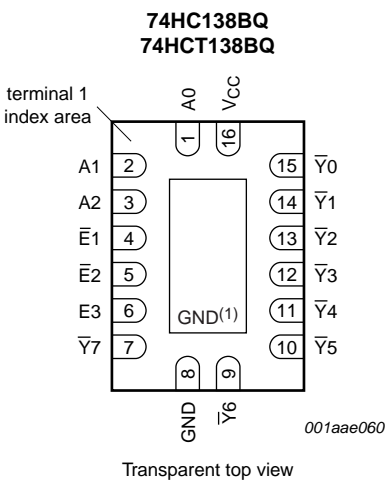 74HC138BQ
74HCT138BQ
terminal 1
index area
A0
VCC
1
16
A1 2 15 Y̅0
A2 3 14 Y̅1
E̅1 4 13 Y̅2
E̅2 5 12 Y̅3
E3 6 11 Y̅4
GND(1)
Y̅7 7 10 Y̅5
8
9
GND
Y̅6
001aae060
Transparent top view